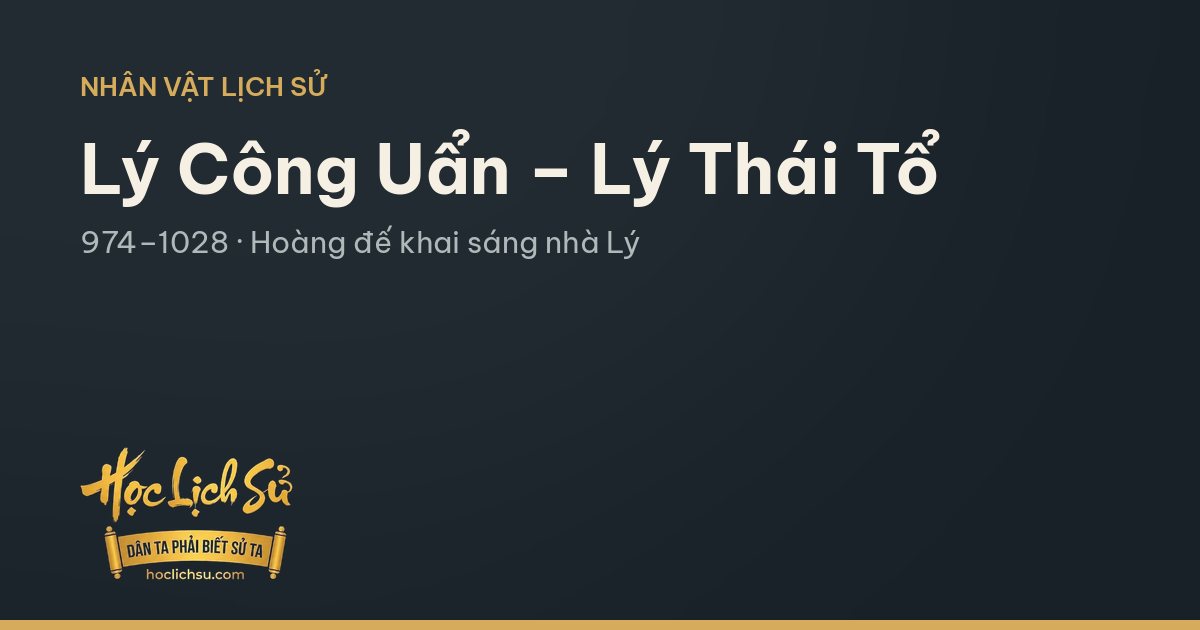 NHÂN VẬT LỊCH SỬ
Lý Công Uẩn – Lý Thái Tổ
974–1028 · Hoàng đế khai sáng nhà Lý
Học Lịch Sử
DÂN TA PHẢI BIẾT SỬ TA
hoclichsu.com